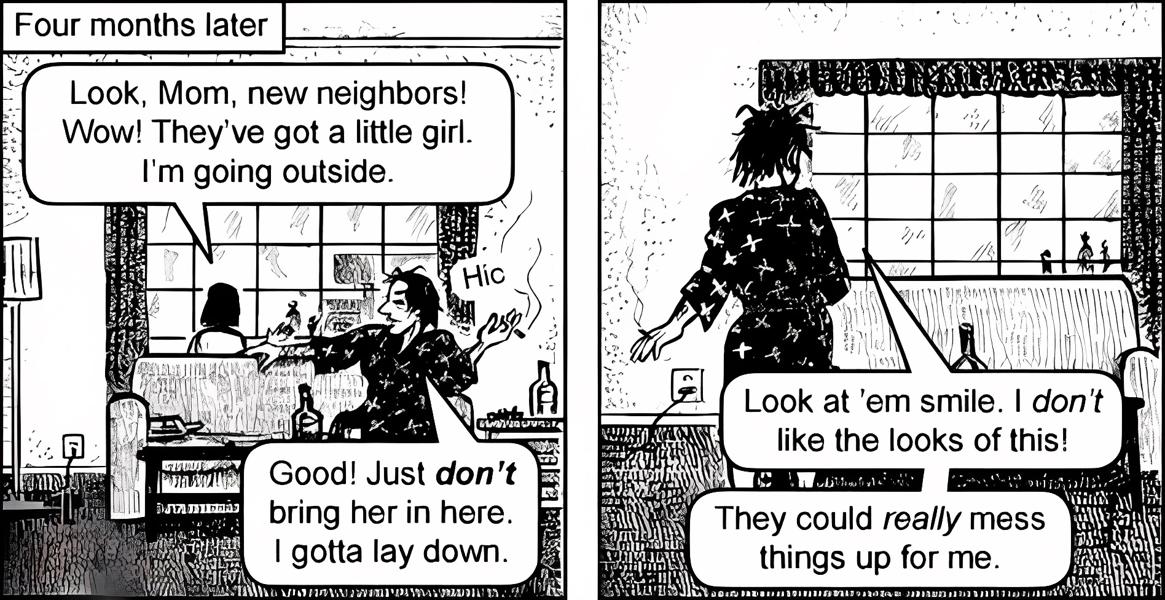 Four months later
Look, Mom, new neighbors!
Wow! They've got a little girl.
I'm going outside.
Hic
Good! Just don't
bring her in here.
I gotta lay down.
Look at 'em smile. I don't
like the looks of this!
They could really mess
things up for me.